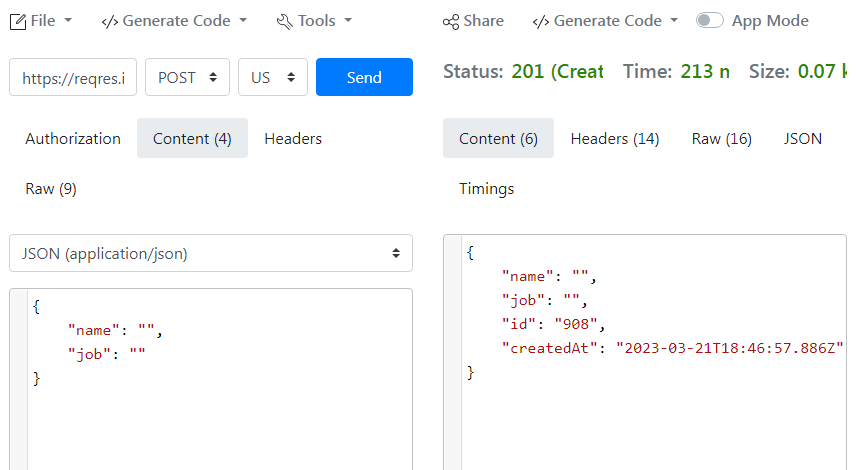 File
</> Generate Code
Tools
Share
</> Generate Code
App Mode
https://reqres.i
POST
US
Send
Status: 201 (Creat
Time: 213 n
Size: 0.07 k
Authorization
Content (4)
Headers
Raw (9)
Content (6)
Headers (14)
Raw (16)
JSON
Timings
JSON (application/json)
{
    "name": "",
    "job": ""
}
{
    "name": "",
    "job": "",
    "id": "908",
    "createdAt": "2023-03-21T18:46:57.886Z"
}